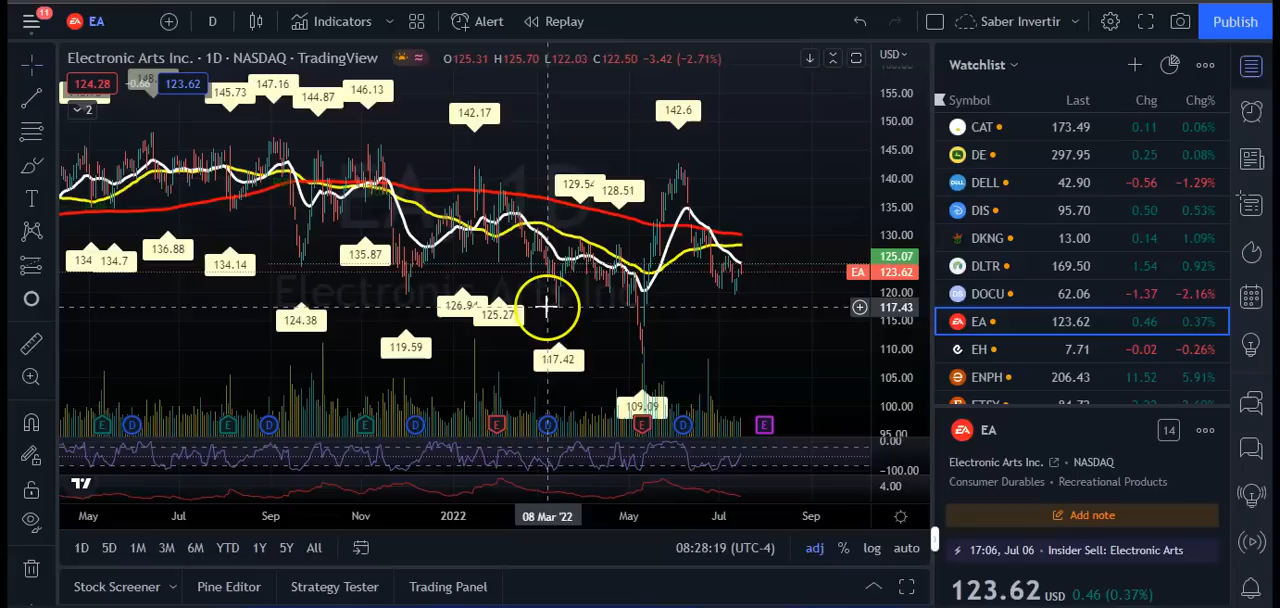 11 EA D Indicators Alert Replay Saber Invertir Publish
Electronic Arts Inc. · 1D · NASDAQ · TradingView O125.31 H125.70 L122.03 C122.50 −3.42 (−2.71%) USD
124.28 123.62
2
145.73 147.16 144.87 146.13 142.17 142.6
129.54 128.51
134 134.7 136.88 134.14 135.87
126.94 125.27
124.38 119.59 117.42
109.09
155.00
150.00
145.00
140.00
135.00
130.00
125.07
EA 123.62
120.00
117.43
115.00
110.00
105.00
100.00
95.00
0.00
−100.00
4.00
EA, 1D
E D E D E D E D E D E
May Jul Sep Nov 2022 08 Mar '22 May Jul Sep
1D 5D 1M 3M 6M YTD 1Y 5Y All 08:28:19 (UTC-4) adj % log auto
Stock Screener Pine Editor Strategy Tester Trading Panel
Watchlist
Symbol Last Chg Chg%
CAT 173.49 0.11 0.06%
DE 297.95 0.25 0.08%
DELL 42.90 −0.56 −1.29%
DIS 95.70 0.50 0.53%
DKNG 13.00 0.14 1.09%
DLTR 169.50 1.54 0.92%
DOCU 62.06 −1.37 −2.16%
EA 123.62 0.46 0.37%
EH 7.71 −0.02 −0.26%
ENPH 206.43 11.52 5.91%
EA 14
Electronic Arts Inc. • NASDAQ
Consumer Durables • Recreational Products
Add note
17:06, Jul 06 • Insider Sell: Electronic Arts
123.62 USD 0.46 (0.37%)